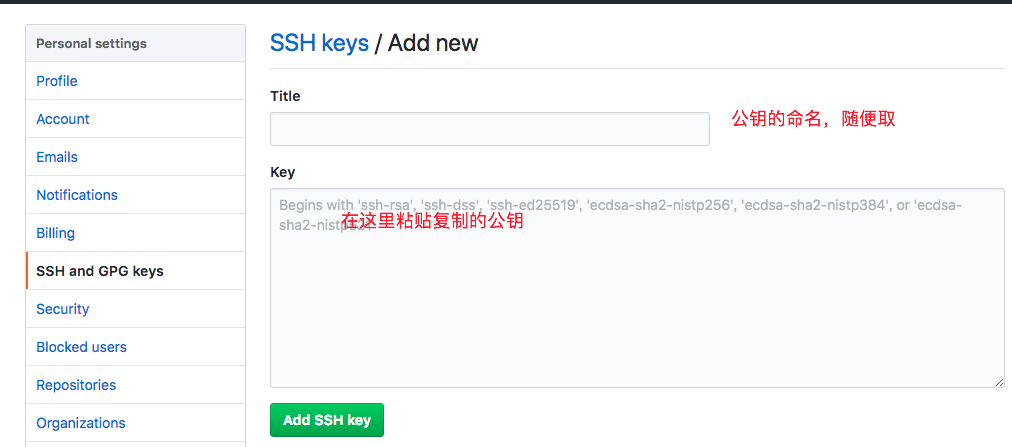 Personal settings
Profile
Account
Emails
Notifications
Billing
SSH and GPG keys
Security
Blocked users
Repositories
Organizations
SSH keys / Add new
Title
公钥的命名，随便取
Key
Begins with 'ssh-rsa', 'ssh-dss', 'ssh-ed25519', 'ecdsa-sha2-nistp256', 'ecdsa-sha2-nistp384', or 'ecdsa-
sha2-nistp521'
在这里粘贴复制的公钥
Add SSH key